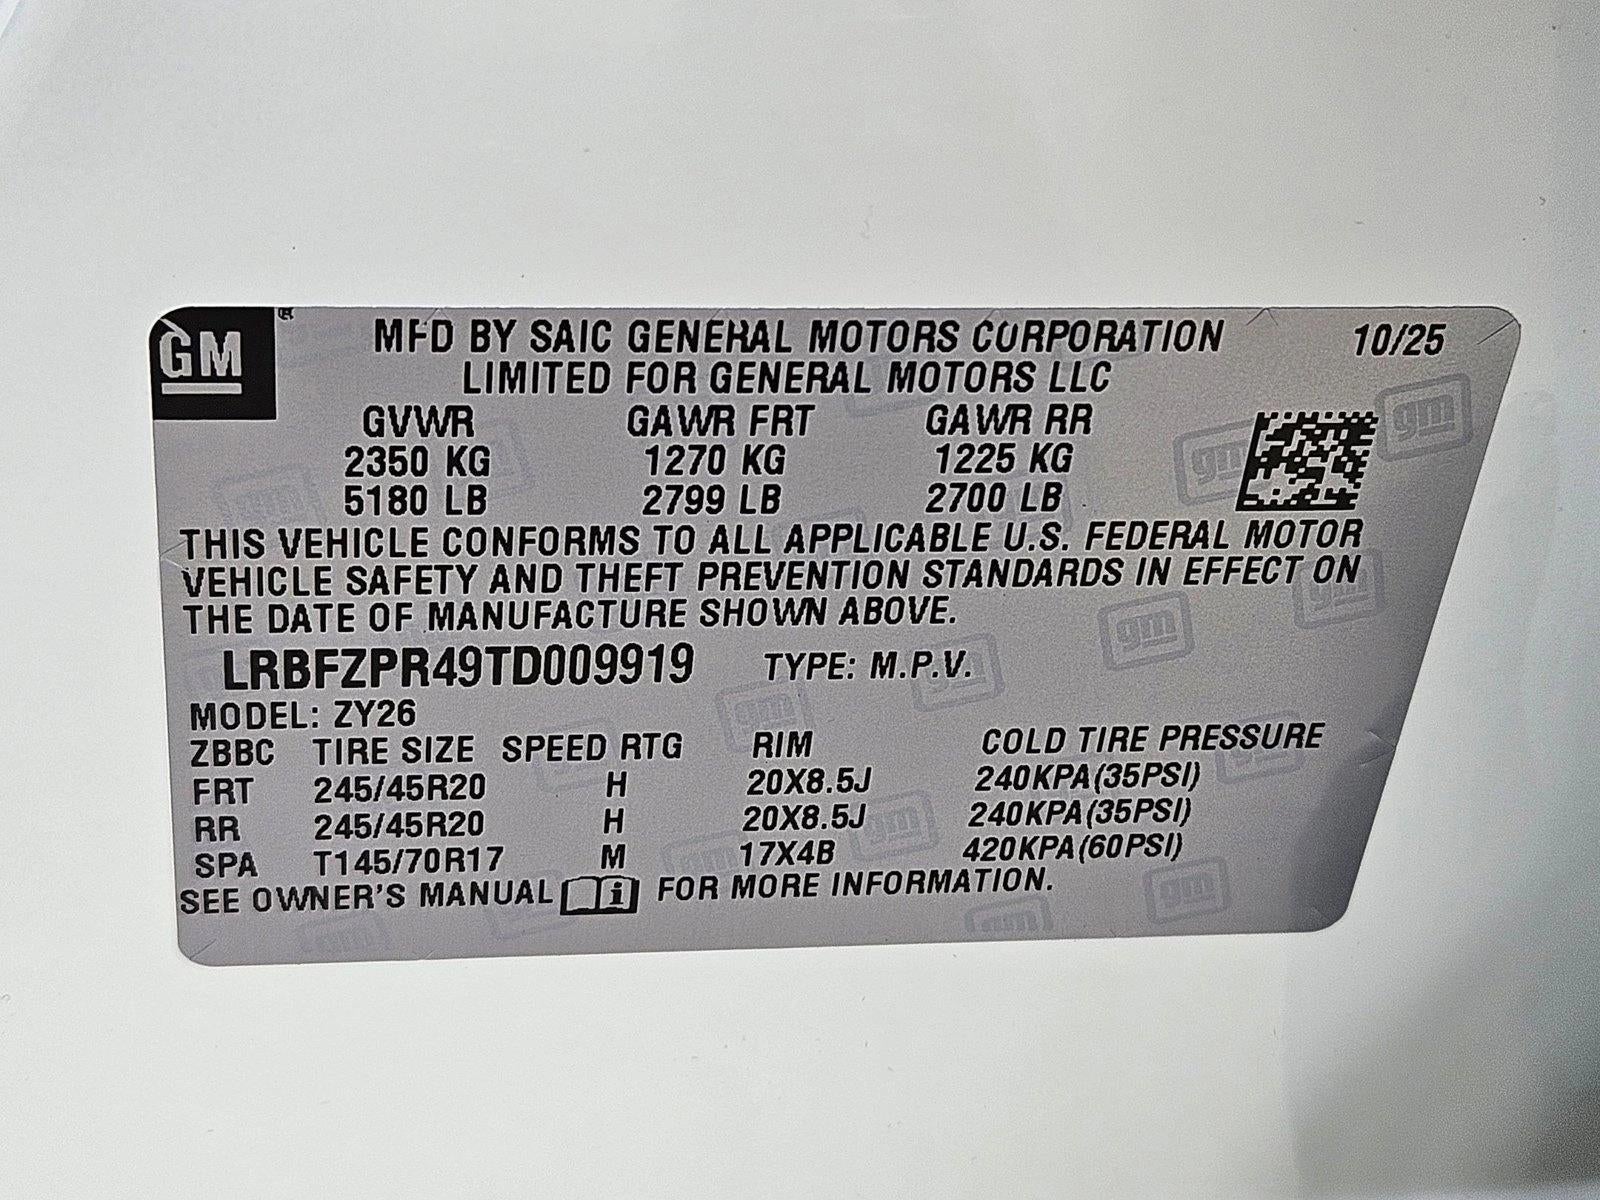 GM
MFD BY SAIC GENERAL MOTORS CORPORATION 10/25
LIMITED FOR GENERAL MOTORS LLC
GVWR GAWR FRT GAWR RR
2350 KG 1270 KG 1225 KG
5180 LB 2799 LB 2700 LB
THIS VEHICLE CONFORMS TO ALL APPLICABLE U.S. FEDERAL MOTOR
VEHICLE SAFETY AND THEFT PREVENTION STANDARDS IN EFFECT ON
THE DATE OF MANUFACTURE SHOWN ABOVE.
LRBFZPR49TD009919 TYPE: M.P.V.
MODEL: ZY26
ZBBC TIRE SIZE SPEED RTG RIM COLD TIRE PRESSURE
FRT 245/45R20 H 20X8.5J 240KPA(35PSI)
RR 245/45R20 H 20X8.5J 240KPA(35PSI)
SPA T145/70R17 M 17X4B 420KPA(60PSI)
SEE OWNER'S MANUAL i FOR MORE INFORMATION.